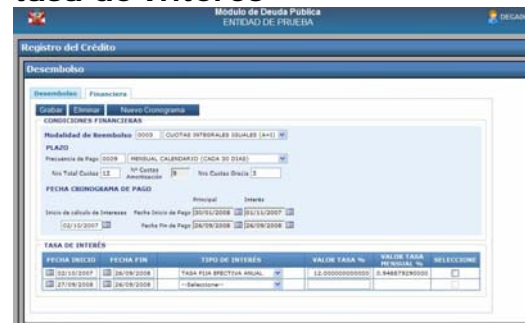 Módulo de Deuda Pública
ENTIDAD DE PRUEBA
Registro del Crédito
Desembolso
Desembolso Financiera
Grabar Eliminar Nuevo Cronograma
CONDICIONES FINANCIERAS
Modalidad de Reembolso 0003 CUOTAS INTEGRALES IGUALES (A+I)
PLAZO
Frecuencia de Pago 0009 MENSUAL CALENDARIO (CADA 30 DIAS)
Nro Total Cuotas 12 Nº Cuotas Amortización 9 Nro Cuotas Gracia 3
FECHA CRONOGRAMA DE PAGO
Principal Interés
Inicio de cálculo de Intereses Fecha Inicio de Pago 30/01/2008 01/11/2007
02/10/2007 Fecha Fin de Pago 26/09/2008 26/09/2008
TASA DE INTERÉS
FECHA INICIO FECHA FIN TIPO DE INTERÉS VALOR TASA % VALOR TASA MENSUAL % SELECCIONE
02/10/2007 26/09/2008 TASA FIJA EFECTIVA ANUAL 12.000000000000 0.948879290000
27/09/2008 26/09/2008 --Seleccione--